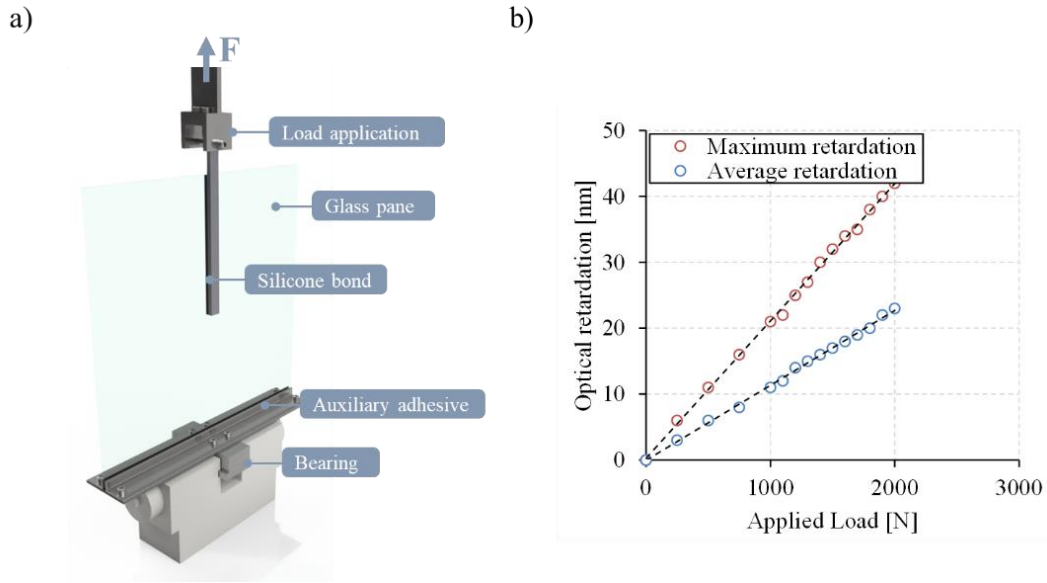 a)
F
Load application
Glass pane
Silicone bond
Auxiliary adhesive
Bearing
b)
50
40
30
20
10
0
Optical retardation [nm]
Maximum retardation
Average retardation
0 1000 2000 3000
Applied Load [N]